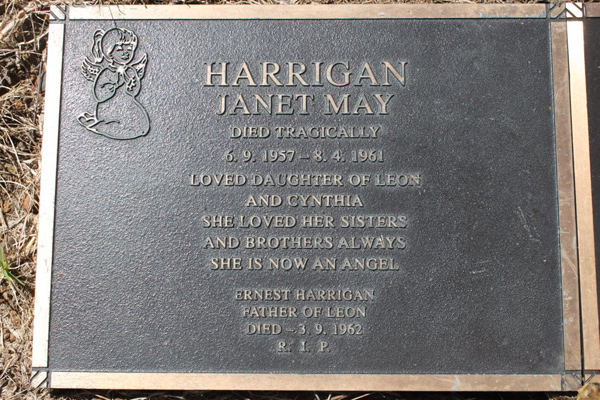 HARRIGAN
JANET MAY
DIED TRAGICALLY
6. 9. 1957 – 8. 4. 1961
LOVED DAUGHTER OF LEON
AND CYNTHIA
SHE LOVED HER SISTERS
AND BROTHERS ALWAYS
SHE IS NOW AN ANGEL
ERNEST HARRIGAN
FATHER OF LEON
DIED – 3. 9. 1962
R. I. P.